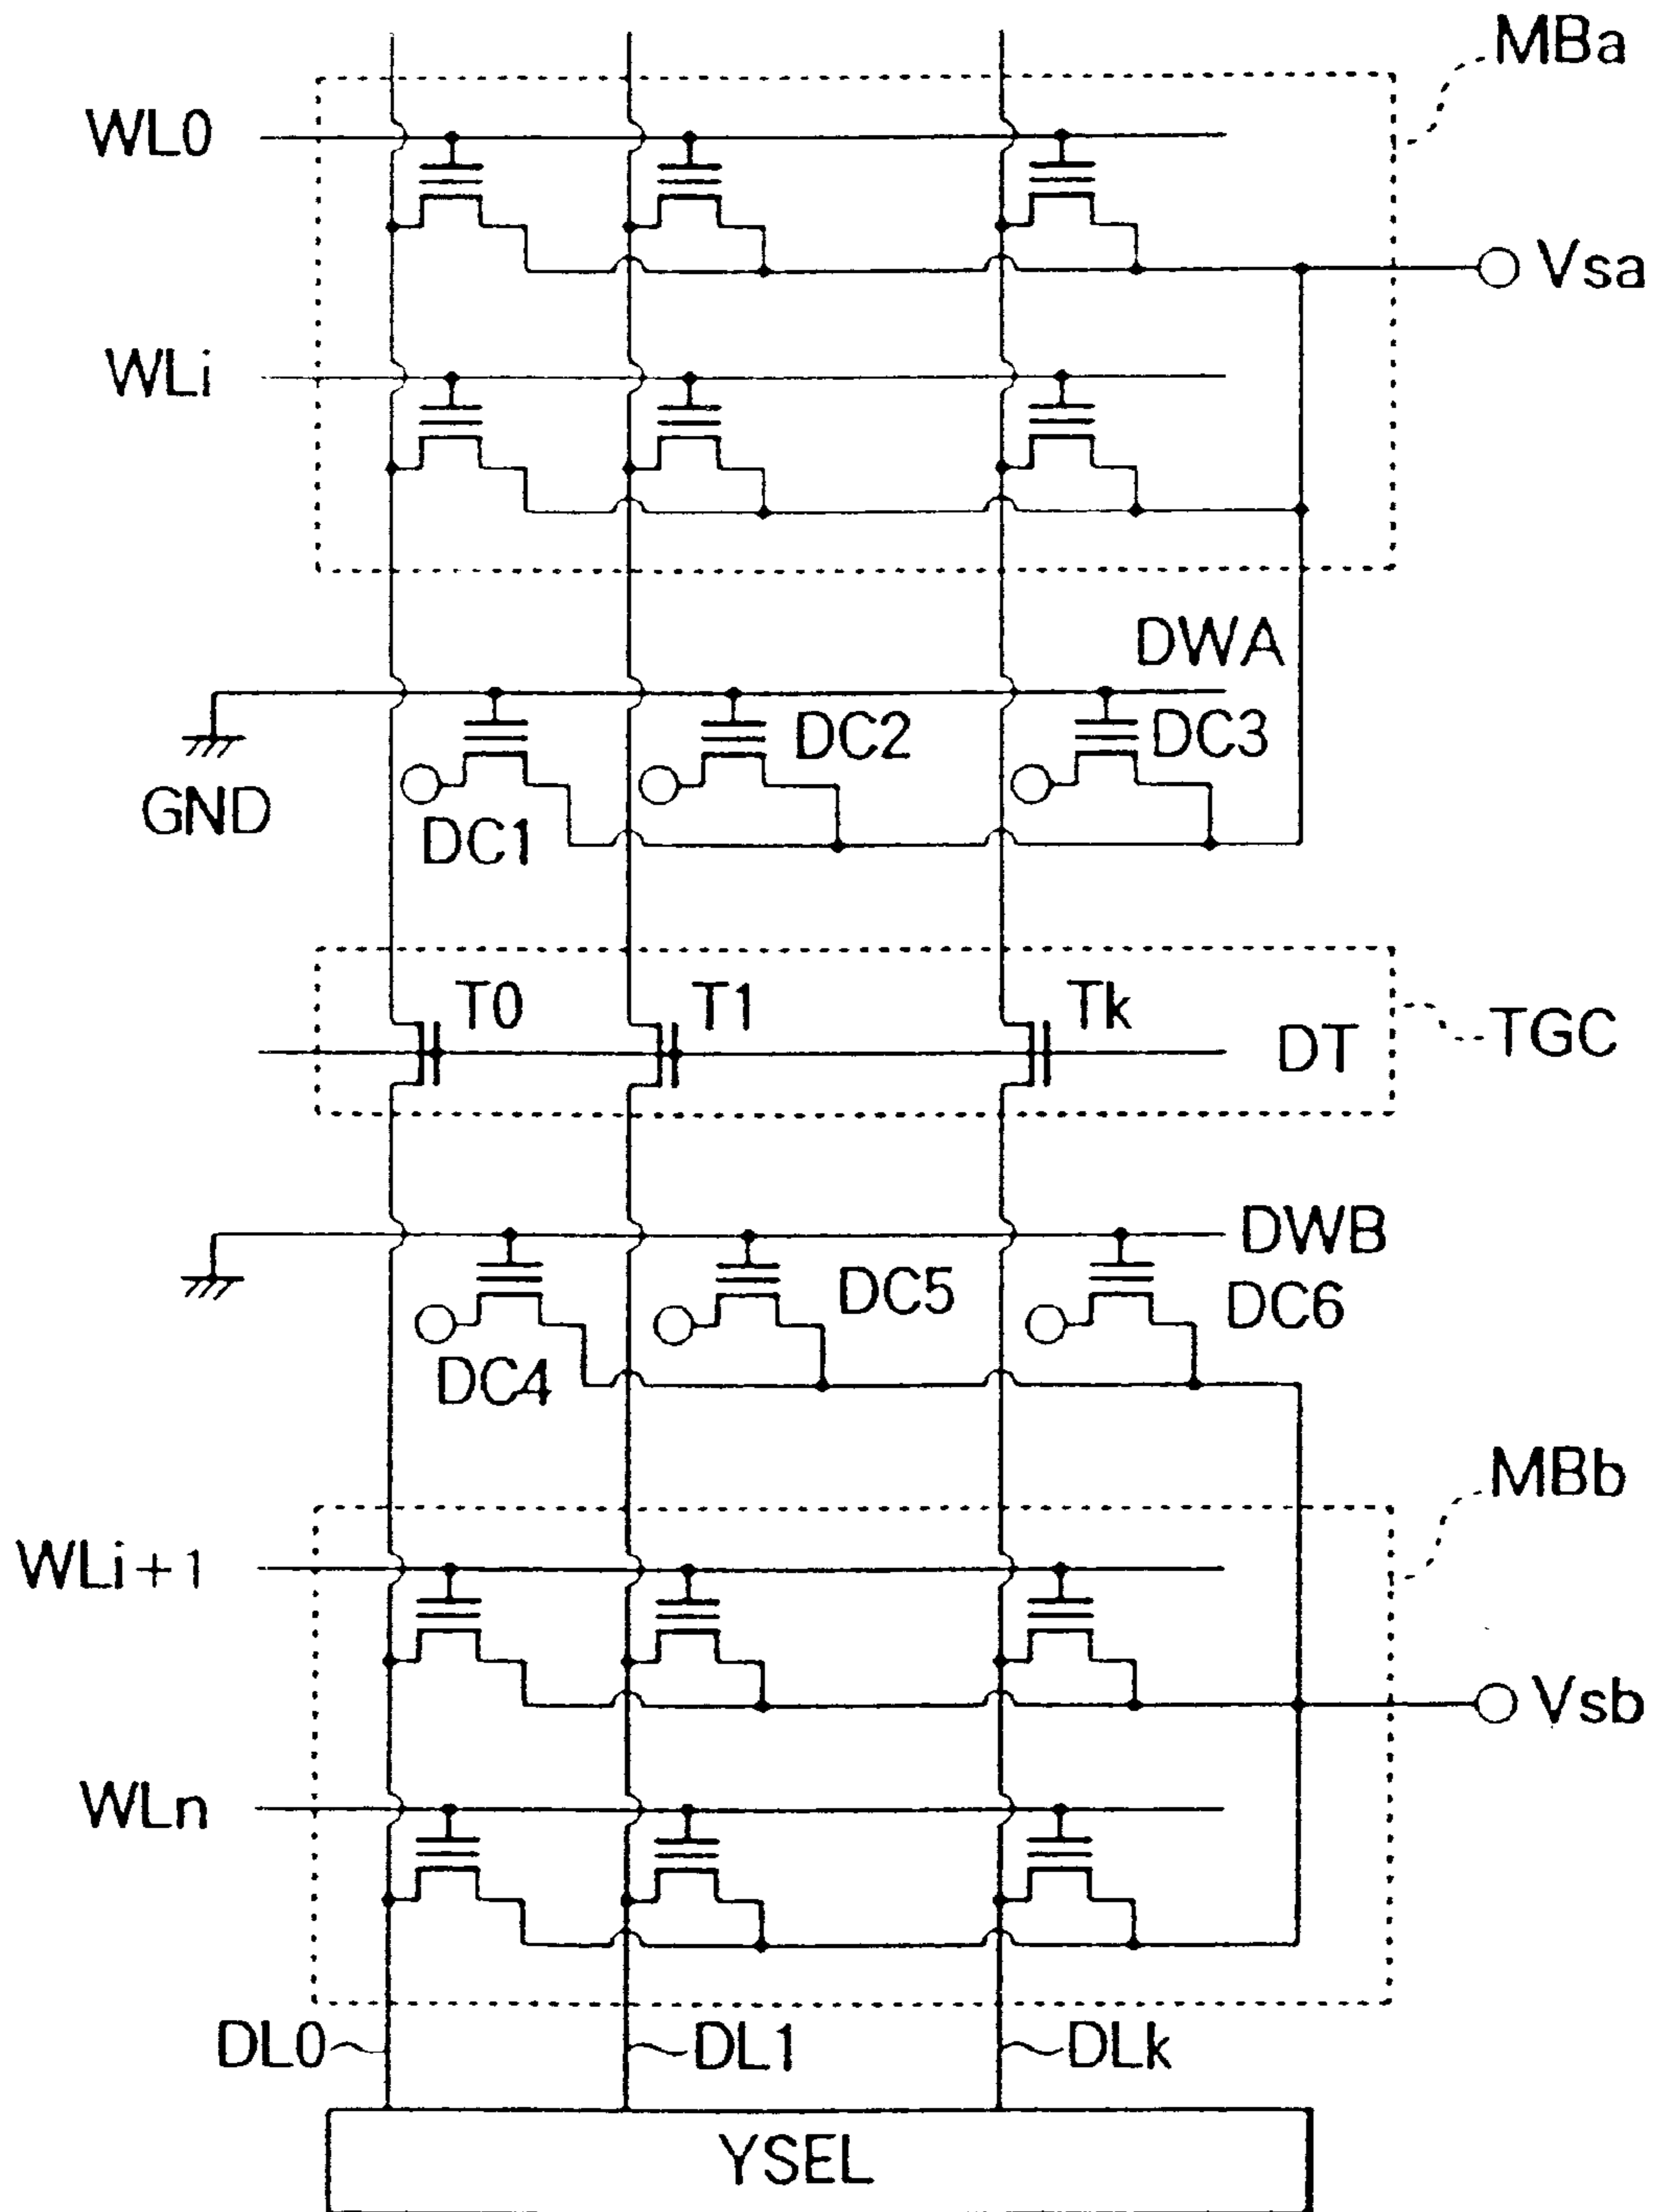 MBa
WL0
Vsa
WLi
DWA
DC2
DC3
GND
DC1
T0
T1
Tk
DT
TGC
DWB
DC5
DC6
DC4
MBb
WLi+1
Vsb
WLn
DL0
DL1
DLk
YSEL